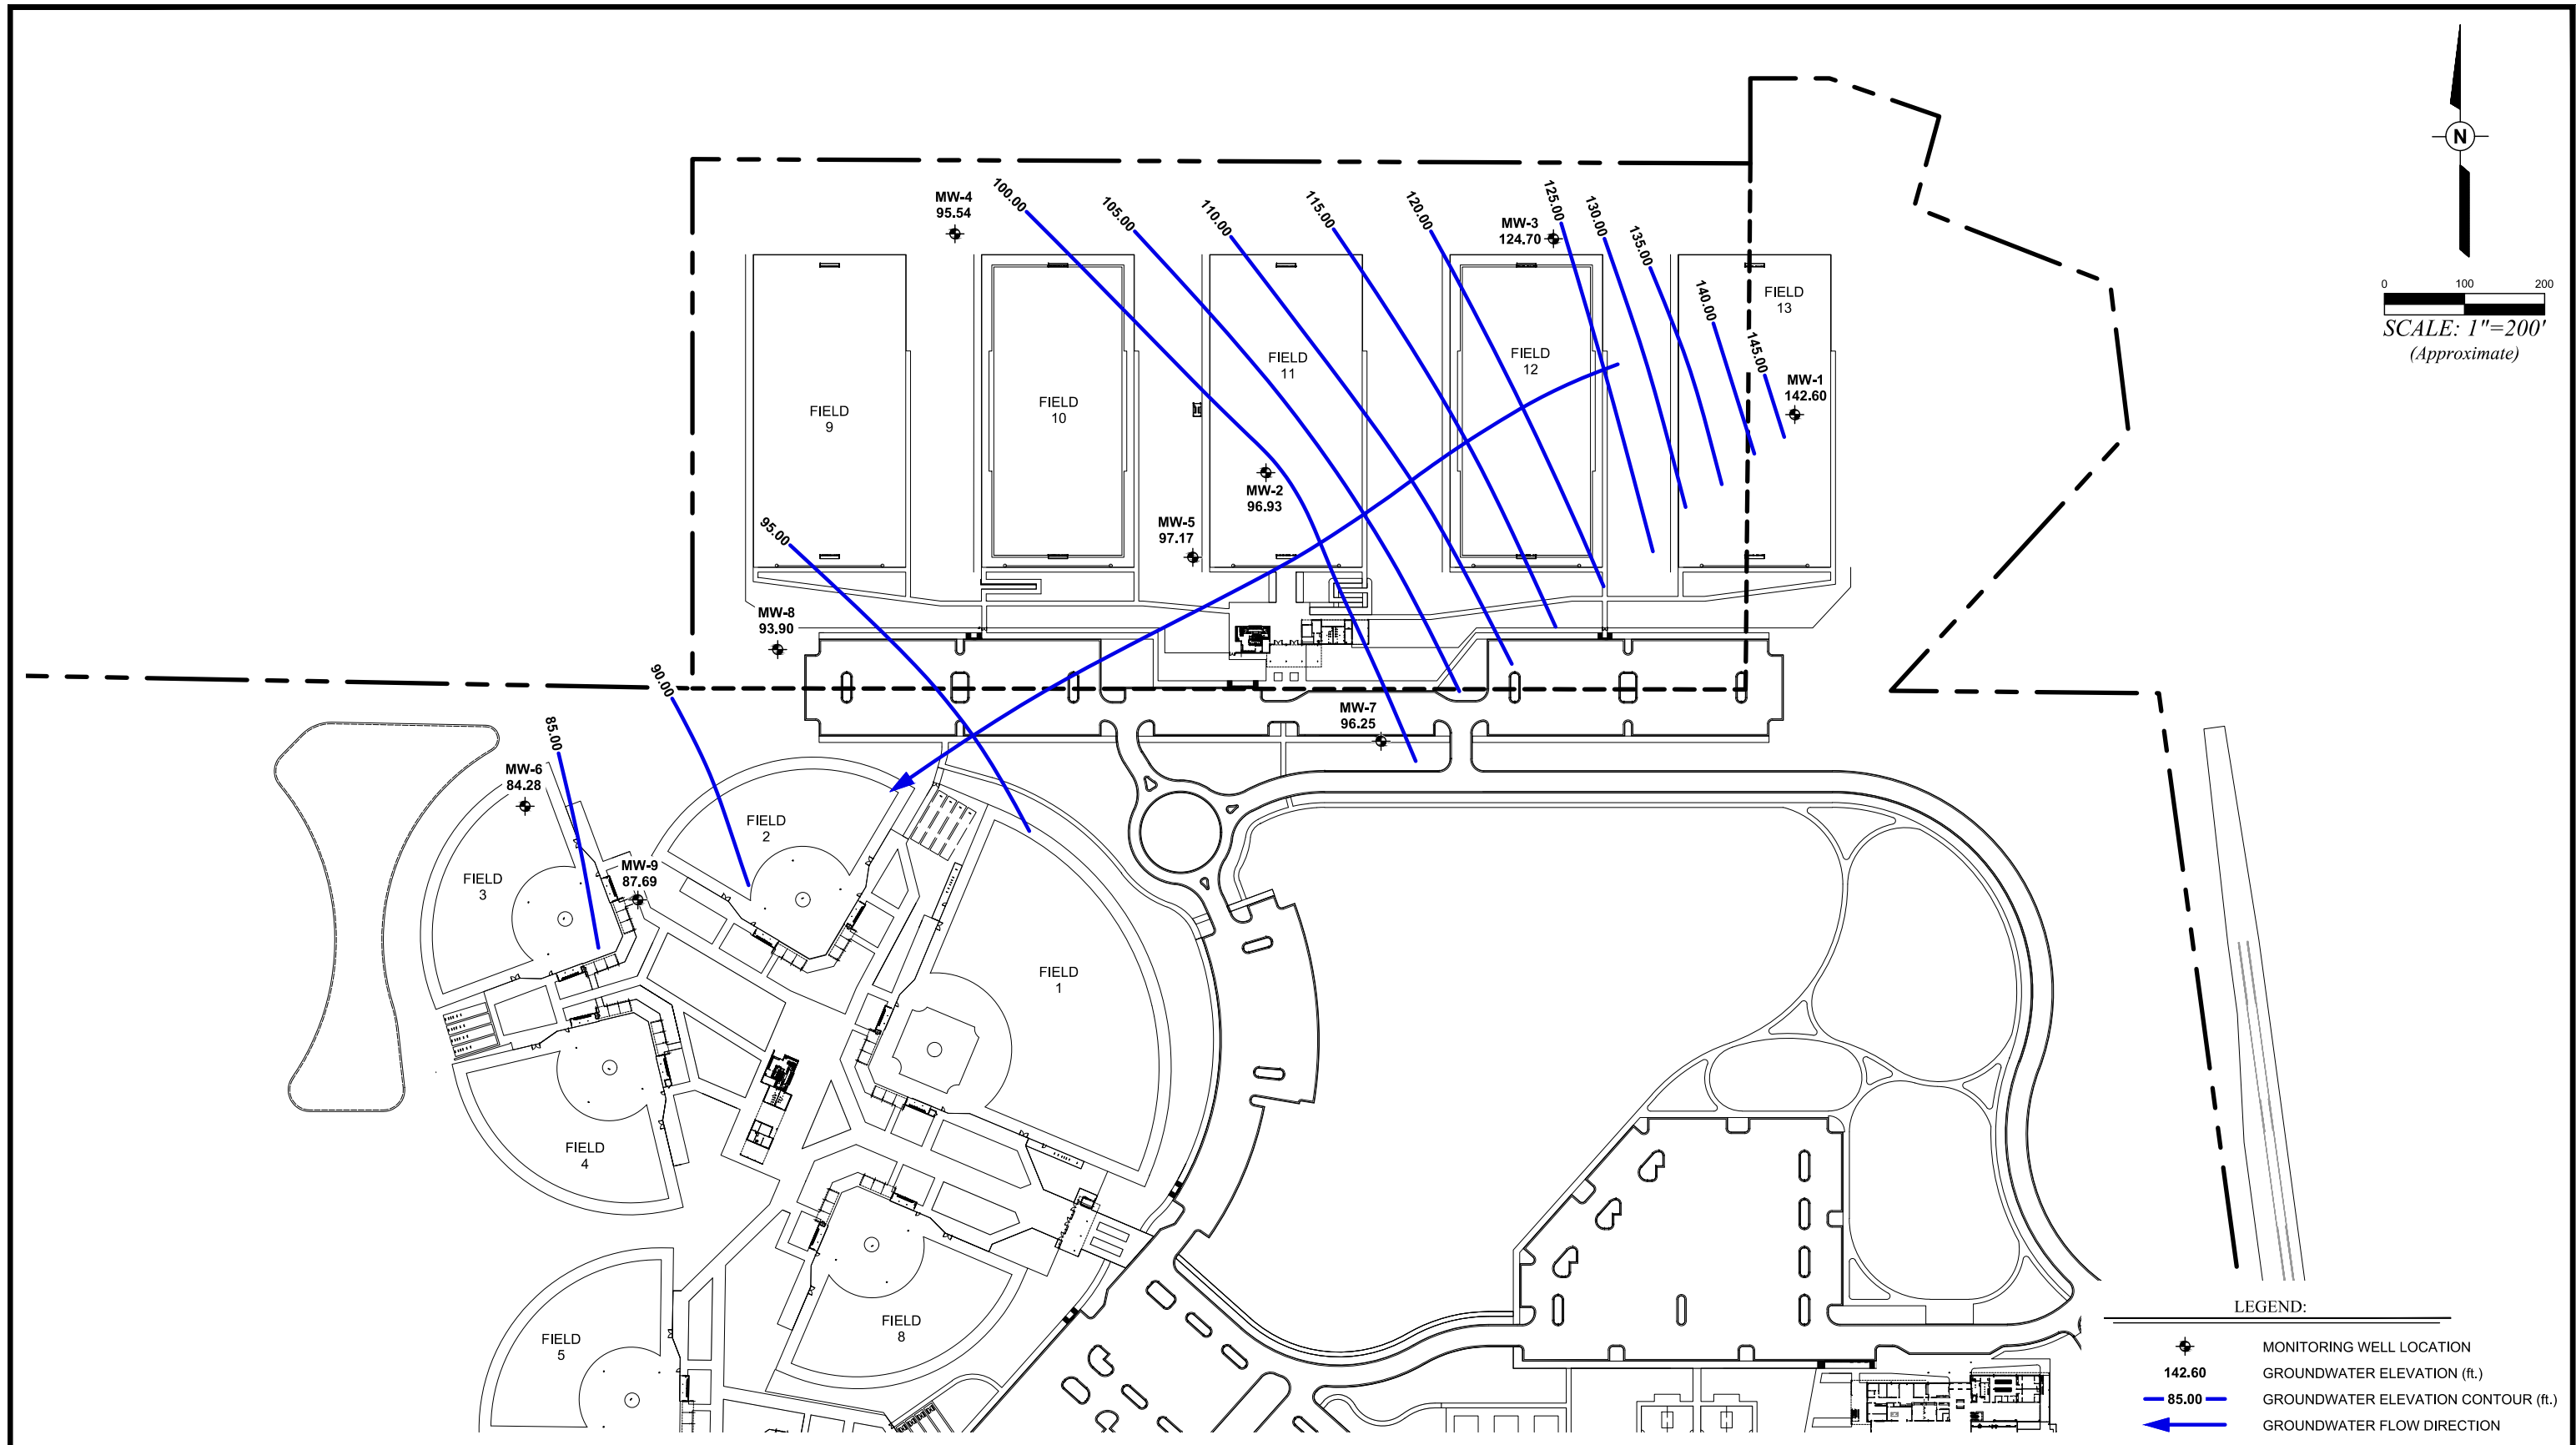 N
0 100 200
SCALE: 1"=200'
(Approximate)
MW-4
95.54
100.00
105.00
110.00
115.00
120.00
MW-3
124.70
125.00
130.00
135.00
140.00
145.00
FIELD
13
MW-1
142.60
FIELD
9
FIELD
10
FIELD
11
FIELD
12
MW-2
96.93
MW-5
97.17
95.00
MW-8
93.90
90.00
85.00
MW-7
96.25
MW-6
84.28
MW-9
87.69
FIELD
2
FIELD
3
FIELD
1
FIELD
4
FIELD
5
FIELD
8
LEGEND:
MONITORING WELL LOCATION
142.60 GROUNDWATER ELEVATION (ft.)
85.00 GROUNDWATER ELEVATION CONTOUR (ft.)
GROUNDWATER FLOW DIRECTION